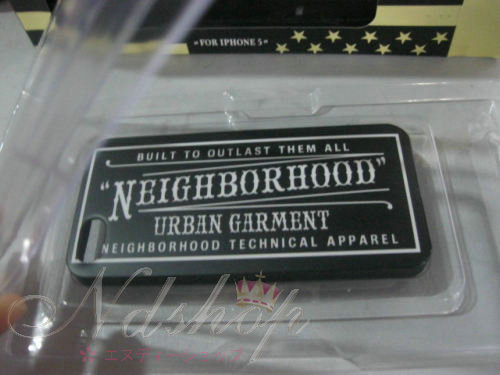 "FOR IPHONE 5"
BUILT TO OUTLAST THEM ALL
"NEIGHBORHOOD"
URBAN GARMENT
NEIGHBORHOOD TECHNICAL APPAREL
Ndshop
エヌディーショップ